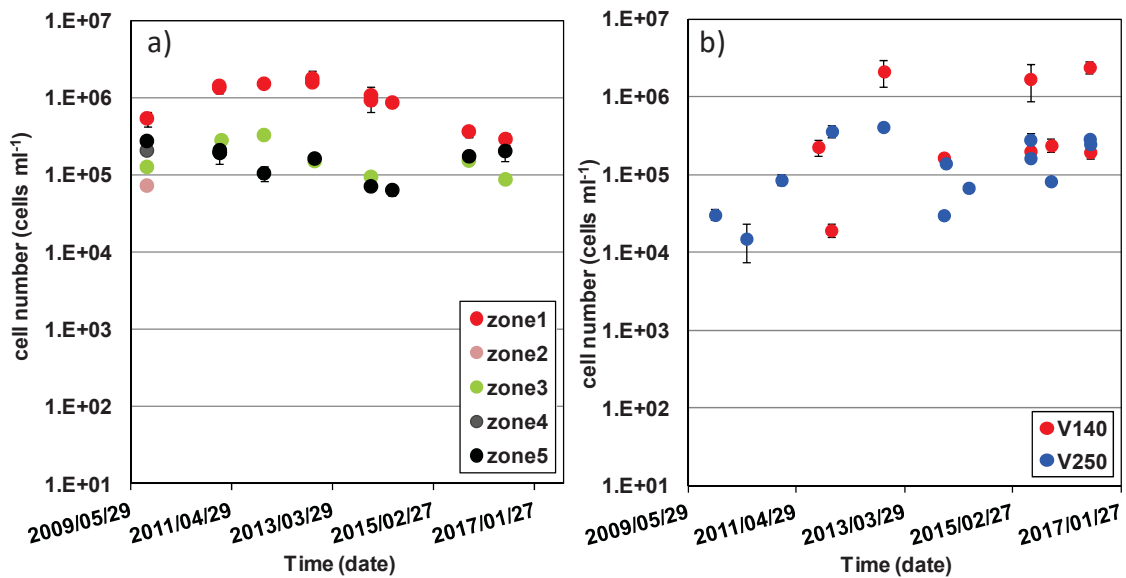 a)
cell number (cells ml-1)
1.E+07
1.E+06
1.E+05
1.E+04
1.E+03
1.E+02
1.E+01
zone1
zone2
zone3
zone4
zone5
2009/05/29
2011/04/29
2013/03/29
2015/02/27
2017/01/27
Time (date)
b)
cell number (cells ml-1)
1.E+07
1.E+06
1.E+05
1.E+04
1.E+03
1.E+02
1.E+01
V140
V250
2009/05/29
2011/04/29
2013/03/29
2015/02/27
2017/01/27
Time (date)